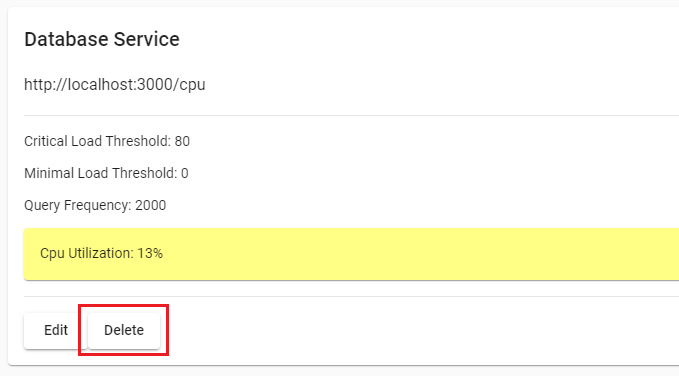 Database Service
http://localhost:3000/cpu
Critical Load Threshold: 80
Minimal Load Threshold: 0
Query Frequency: 2000
Cpu Utilization: 13%
Edit Delete